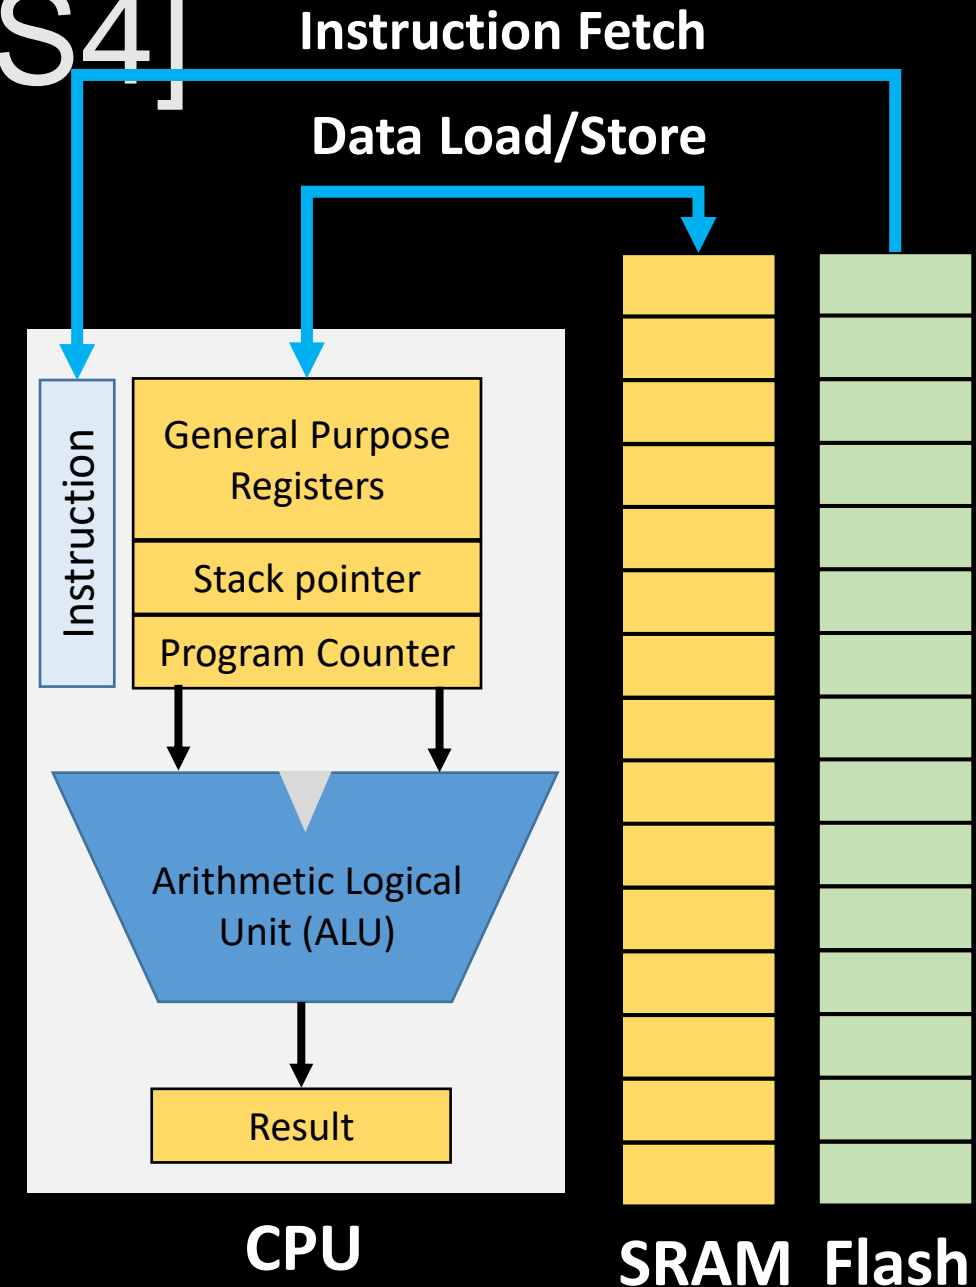 S4]
Instruction Fetch
Data Load/Store
Instruction
General Purpose
Registers
Stack pointer
Program Counter
Arithmetic Logical
Unit (ALU)
Result
CPU
SRAM
Flash